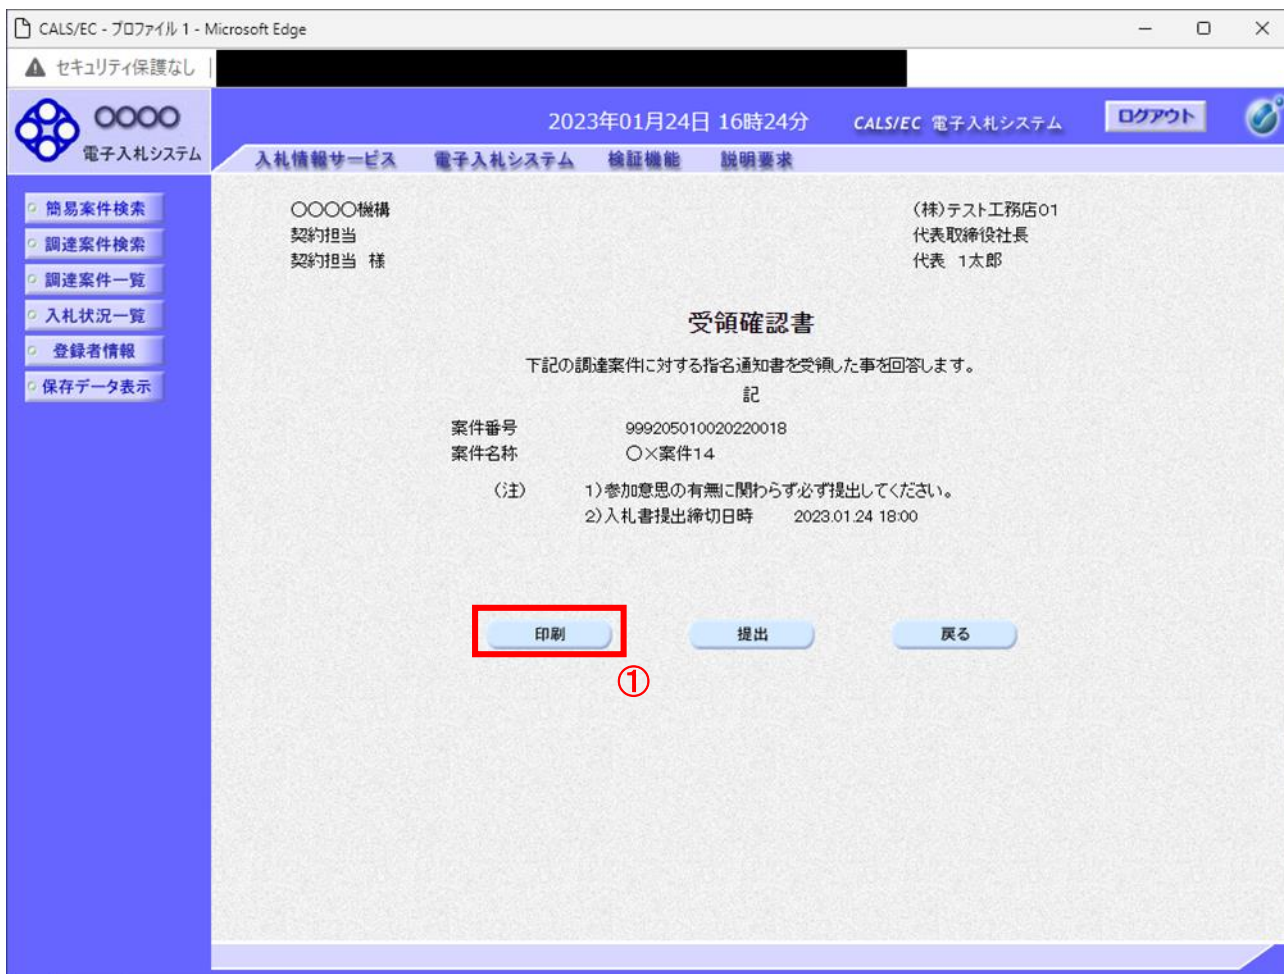 CALS/EC - プロファイル 1 - Microsoft Edge
セキュリティ保護なし
〇〇〇〇
電子入札システム
2023年01月24日 16時24分
CALS/EC 電子入札システム
ログアウト
入札情報サービス 電子入札システム 検証機能 説明要求
簡易案件検索
調達案件検索
調達案件一覧
入札状況一覧
登録者情報
保存データ表示
〇〇〇〇機構
契約担当
契約担当 様
(株)テスト工務店01
代表取締役社長
代表 1太郎
受領確認書
下記の調達案件に対する指名通知書を受領した事を回答します。
記
案件番号 999205010020220018
案件名称 〇×案件14
(注) 1)参加意思の有無に関わらず必ず提出してください。
2)入札書提出締切日時 2023.01.24 18:00
印刷 提出 戻る
①